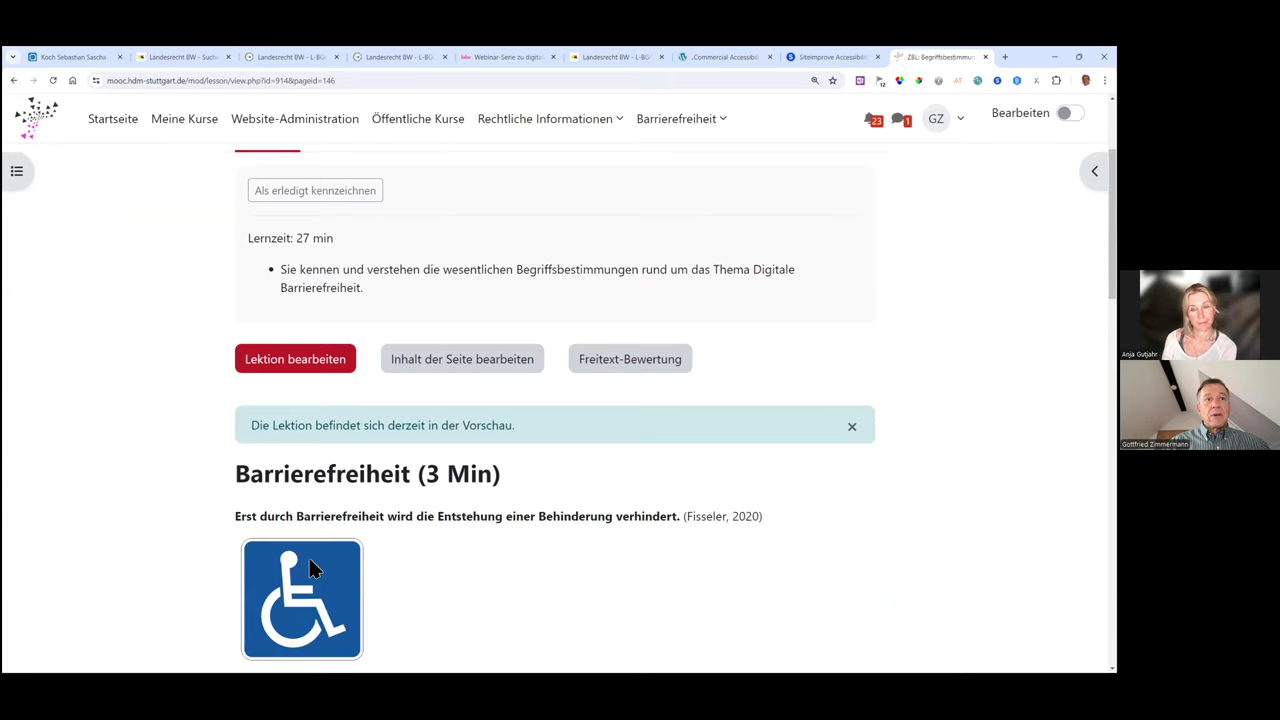 Koch Sebastian Sascha
Landesrecht BW - Such
Landesrecht BW - L-BG
Landesrecht BW - L-BG
Webinar-Serie zu digita
Landesrecht BW - L-BG
„Commercial Accessibil
Siteimprove Accessibili
ZBL: Begriffsbestimmun
mooc.hdm-stuttgart.de/mod/lesson/view.php?id=914&pageid=146
Startseite
Meine Kurse
Website-Administration
Öffentliche Kurse
Rechtliche Informationen
Barrierefreiheit
23
1
GZ
Bearbeiten
Als erledigt kennzeichnen
Lernzeit: 27 min
• Sie kennen und verstehen die wesentlichen Begriffsbestimmungen rund um das Thema Digitale
Barrierefreiheit.
Lektion bearbeiten
Inhalt der Seite bearbeiten
Freitext-Bewertung
Die Lektion befindet sich derzeit in der Vorschau.
Barrierefreiheit (3 Min)
Erst durch Barrierefreiheit wird die Entstehung einer Behinderung verhindert. (Fisseler, 2020)
Anja Gutjahr
Gottfried Zimmermann